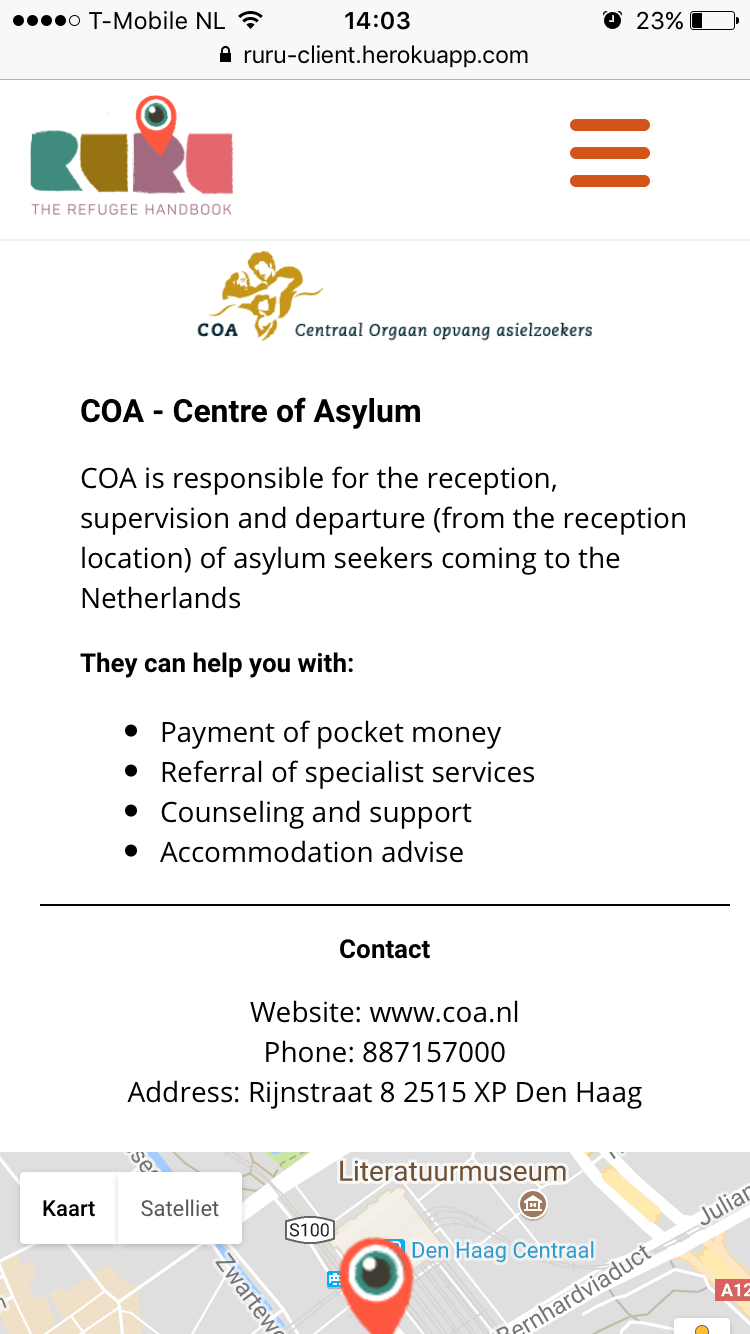 T-Mobile NL 14:03 23%
ruru-client.herokuapp.com
RURU
THE REFUGEE HANDBOOK
COA Centraal Orgaan opvang asielzoekers
COA - Centre of Asylum
COA is responsible for the reception,
supervision and departure (from the reception
location) of asylum seekers coming to the
Netherlands
They can help you with:
Payment of pocket money
Referral of specialist services
Counseling and support
Accommodation advise
Contact
Website: www.coa.nl
Phone: 887157000
Address: Rijnstraat 8 2515 XP Den Haag
Literatuurmuseum
Kaart Satelliet
S100
Julian
Den Haag Centraal
Zwartew
Bernhardviaduct
A12